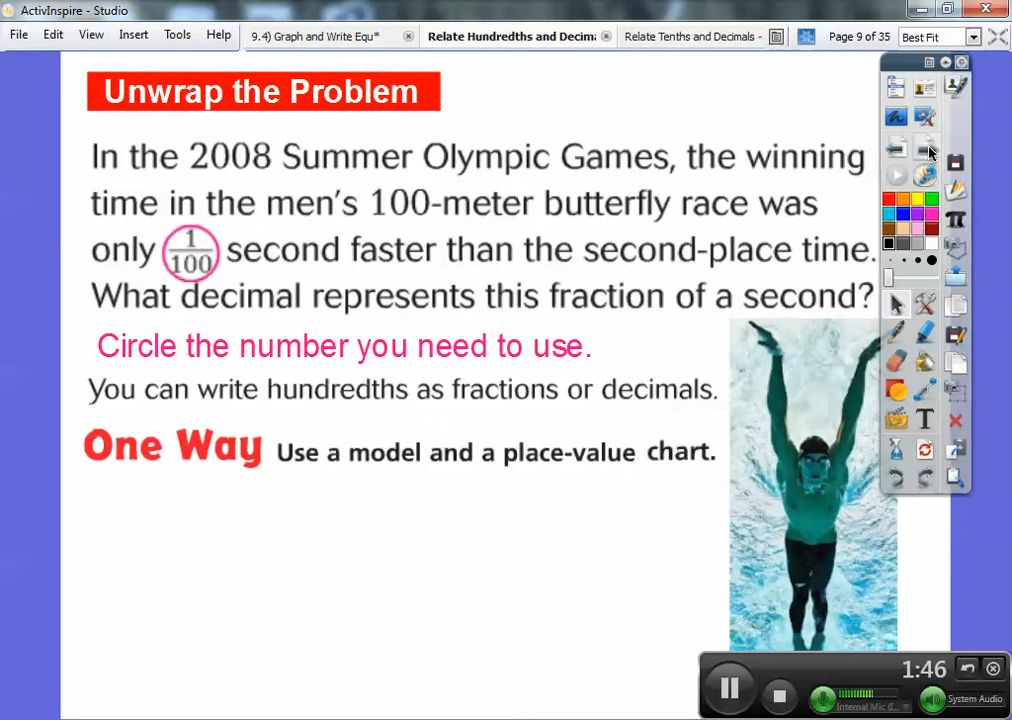 ActivInspire - Studio
File Edit View Insert Tools Help 9.4) Graph and Write Equ* Relate Hundredths and Decima Relate Tenths and Decimals - Page 9 of 35 Best Fit
Unwrap the Problem
In the 2008 Summer Olympic Games, the winning
time in the men's 100-meter butterfly race was
only 1/100 second faster than the second-place time.
What decimal represents this fraction of a second?
Circle the number you need to use.
You can write hundredths as fractions or decimals.
One Way Use a model and a place-value chart.
1:46
Internal Mic (I... System Audio